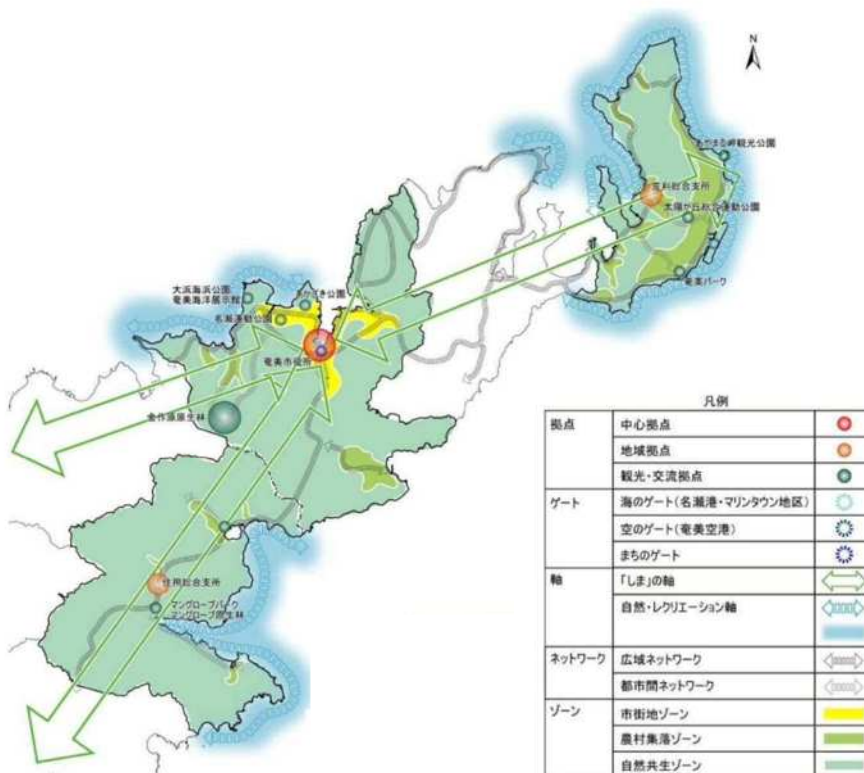 N
あやまる岬観光公園
笠利総合支所
太陽が丘総合運動公園
奄美パーク
大浜海浜公園
奄美海洋展示館
あかざき公園
名瀬運動公園
奄美市役所
金作原原生林
住用総合支所
マングローブパーク
マングローブ原生林
凡例
拠点
中心拠点
地域拠点
観光・交流拠点
ゲート
海のゲート(名瀬港・マリンタウン地区)
空のゲート(奄美空港)
まちのゲート
軸
「しま」の軸
自然・レクリエーション軸
ネットワーク
広域ネットワーク
都市間ネットワーク
ゾーン
市街地ゾーン
農村集落ゾーン
自然共生ゾーン